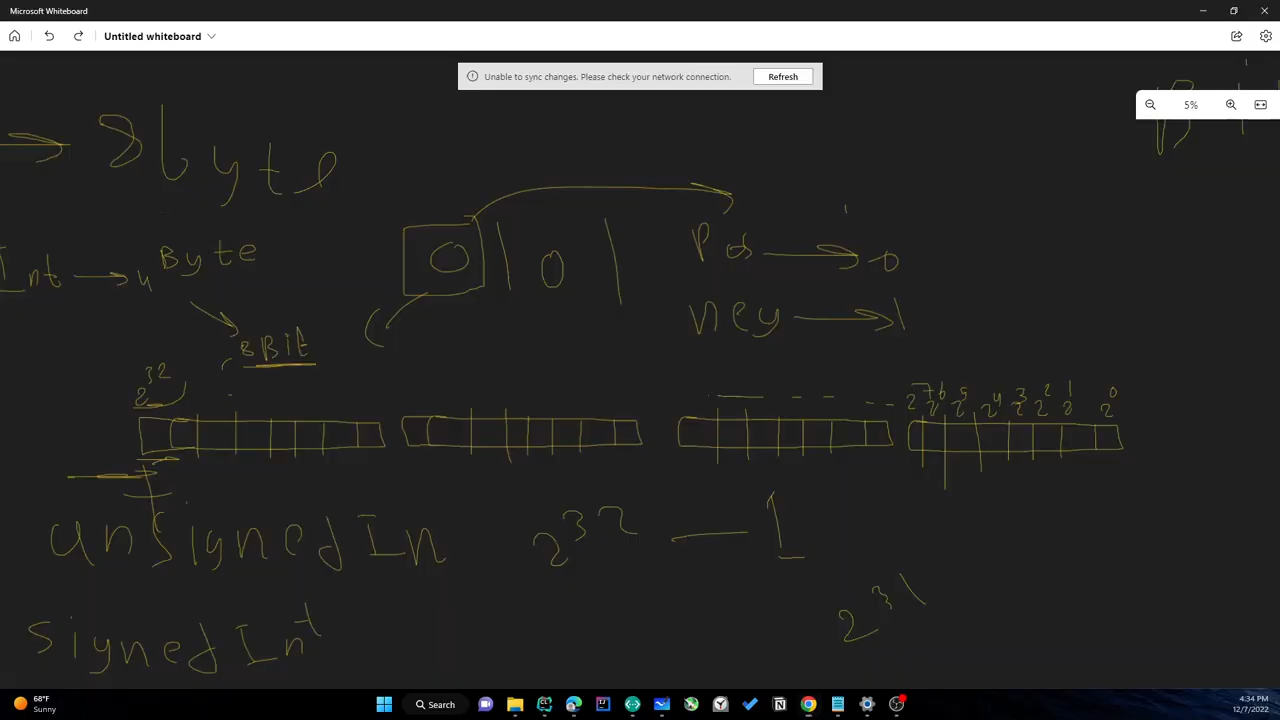 Microsoft Whiteboard
Untitled whiteboard
Unable to sync changes. Please check your network connection.
Refresh
5%
byte
Int → 4 Byte
8Bit
0 | 0 |
Pos → 0
neg → 1
2^32
2^7 2^6 2^5 2^4 2^3 2^2 2^1 2^0
unsignedIn 2^32 — 1
2^31
signedInt
68°F
Sunny
Search
4:34 PM
12/7/2022